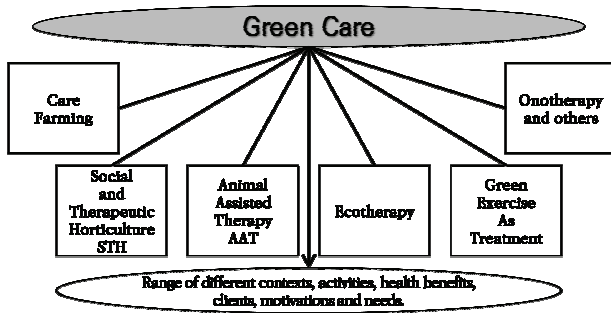 Green Care
Care
Farming
Onotherapy
and others
Social
and
Therapeutic
Horticulture
STH
Animal
Assisted
Therapy
AAT
Ecotherapy
Green
Exercise
As
Treatment
Range of different contexts, activities, health benefits,
clients, motivations and needs.